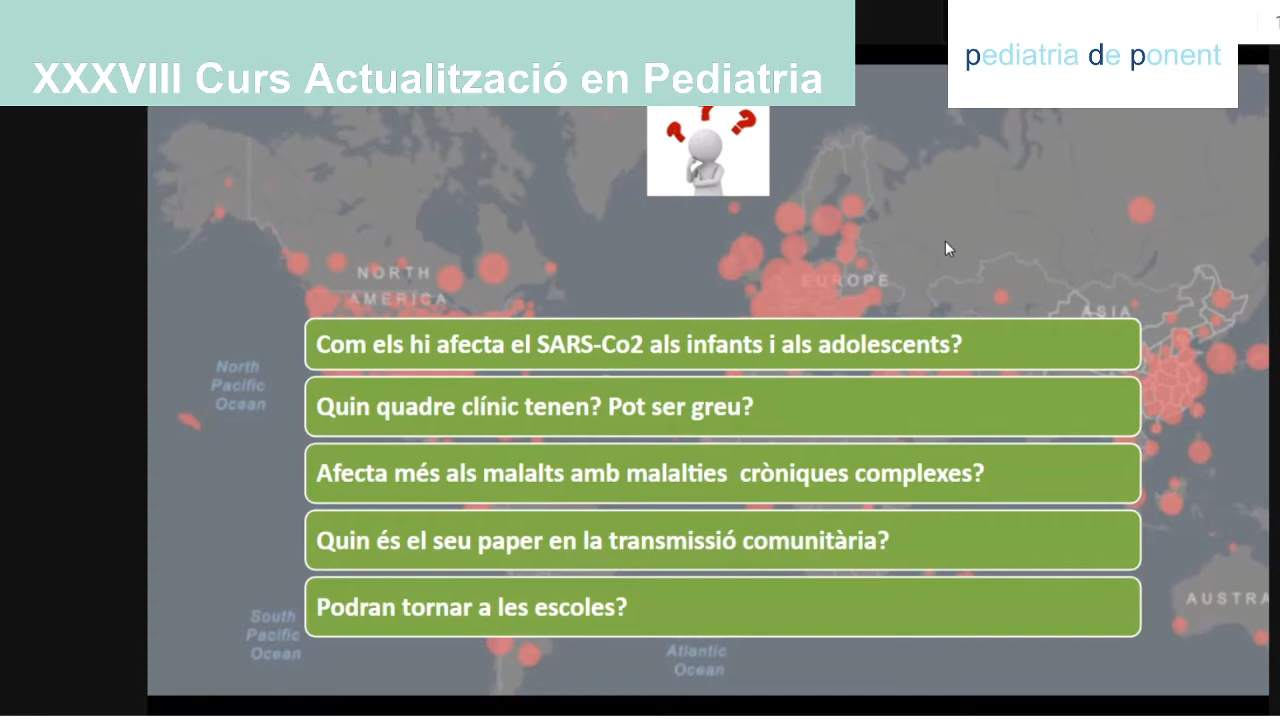 XXXVIII Curs Actualització en Pediatria
pediatria de ponent
NORTH
AMERICA
EUROPE
ASIA
Com els hi afecta el SARS-Co2 als infants i als adolescents?
North
Pacific
Ocean
Quin quadre clínic tenen? Pot ser greu?
Afecta més als malalts amb malalties  cròniques complexes?
Quin és el seu paper en la transmissió comunitària?
Podran tornar a les escoles?
AUSTRA
South
Pacific
Ocean
Atlantic
Ocean